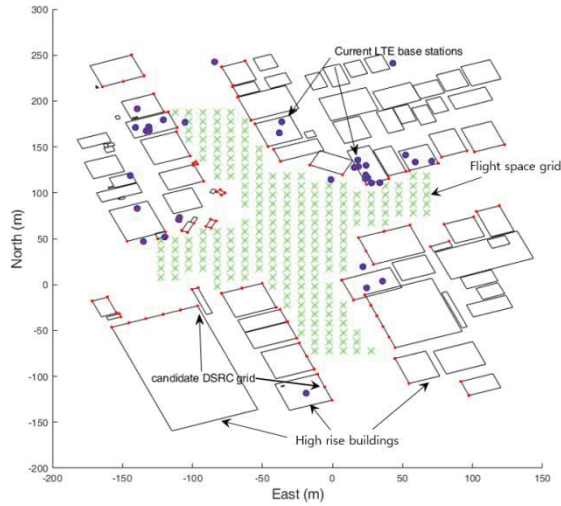 300
250
200
150
100
50
0
-50
-100
-150
-200
North (m)
Current LTE base stations
Flight space grid
candidate DSRC grid
High rise buildings
-200 -150 -100 -50 0 50 100 150
East (m)